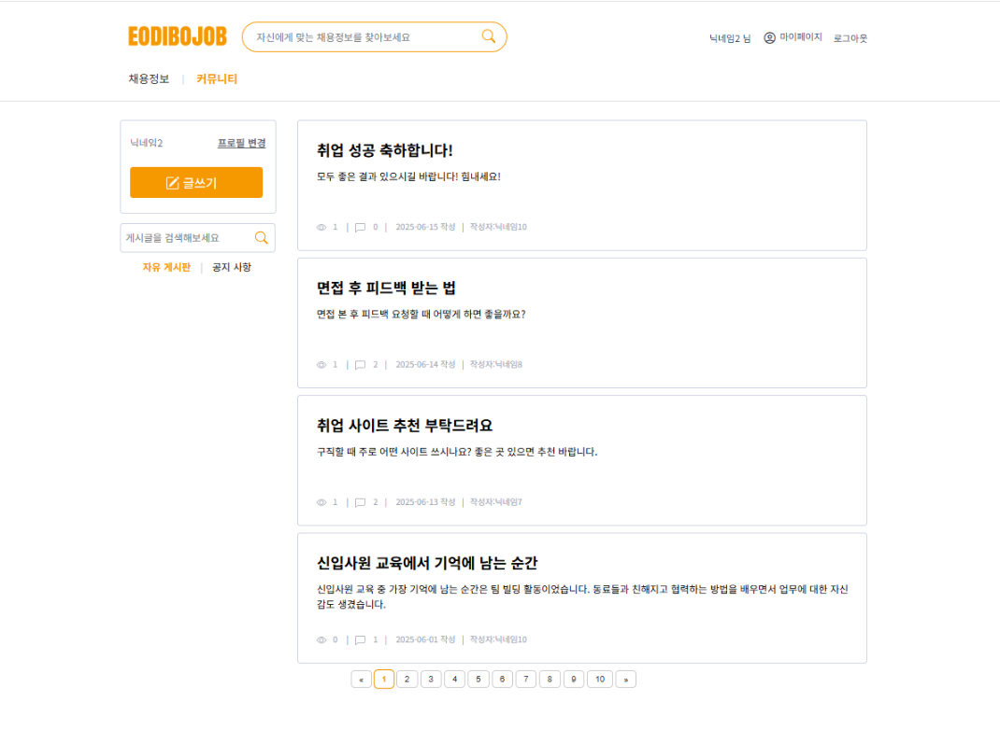 EODIBOJOB
자신에게 맞는 채용정보를 찾아보세요
닉네임2 님
마이페이지
로그아웃
채용정보 | 커뮤니티
닉네임2 프로필 변경
글쓰기
게시글을 검색해보세요
자유 게시판 | 공지 사항
취업 성공 축하합니다!
모두 좋은 결과 있으시길 바랍니다! 힘내세요!
1 | 0 | 2025-06-15 작성 | 작성자:닉네임10
면접 후 피드백 받는 법
면접 본 후 피드백 요청할 때 어떻게 하면 좋을까요?
1 | 2 | 2025-06-14 작성 | 작성자:닉네임8
취업 사이트 추천 부탁드려요
구직할 때 주로 어떤 사이트 쓰시나요? 좋은 곳 있으면 추천 바랍니다.
1 | 2 | 2025-06-13 작성 | 작성자:닉네임7
신입사원 교육에서 기억에 남는 순간
신입사원 교육 중 가장 기억에 남는 순간은 팀 빌딩 활동이었습니다. 동료들과 친해지고 협력하는 방법을 배우면서 업무에 대한 자신
감도 생겼습니다.
0 | 1 | 2025-06-01 작성 | 작성자:닉네임10
« 1 2 3 4 5 6 7 8 9 10 »